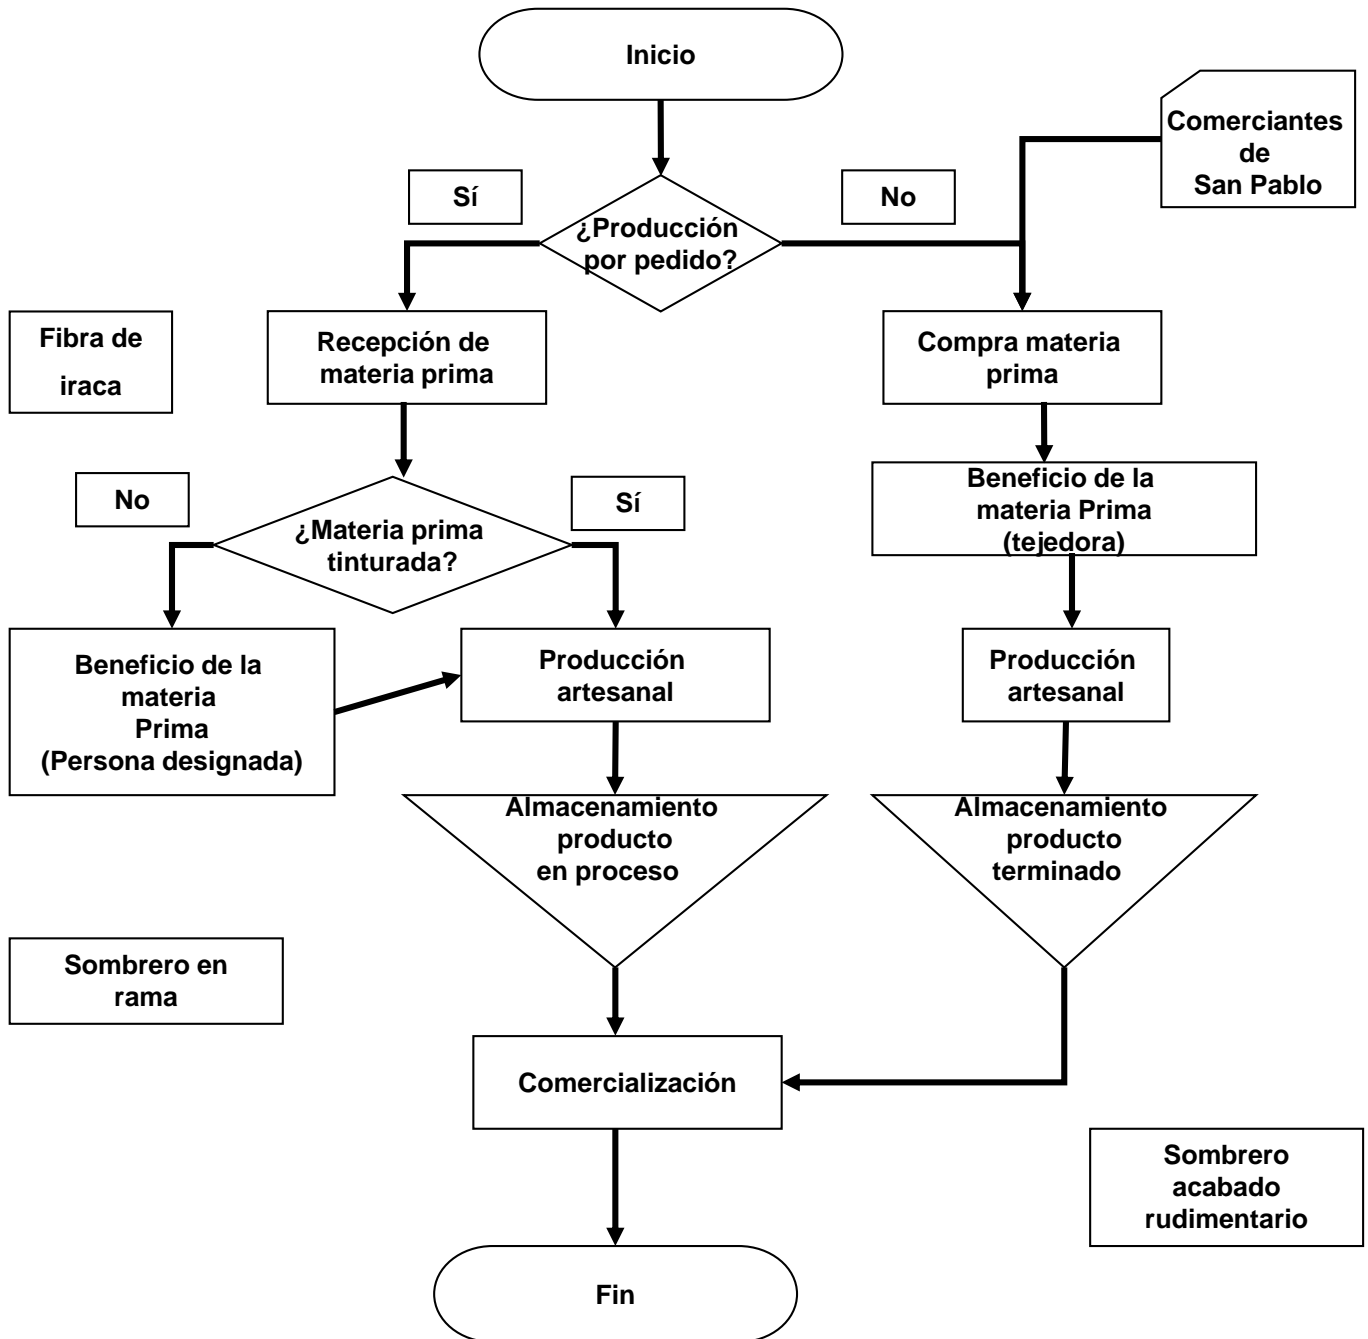 Inicio
Comerciantes
de
San Pablo
Sí
No
¿Producción
por pedido?
Fibra de
iraca
Recepción de
materia prima
Compra materia
prima
No
Sí
¿Materia prima
tinturada?
Beneficio de la
materia Prima
(tejedora)
Beneficio de la
materia
Prima
(Persona designada)
Producción
artesanal
Producción
artesanal
Almacenamiento
producto
en proceso
Almacenamiento
producto
terminado
Sombrero en
rama
Comercialización
Sombrero
acabado
rudimentario
Fin